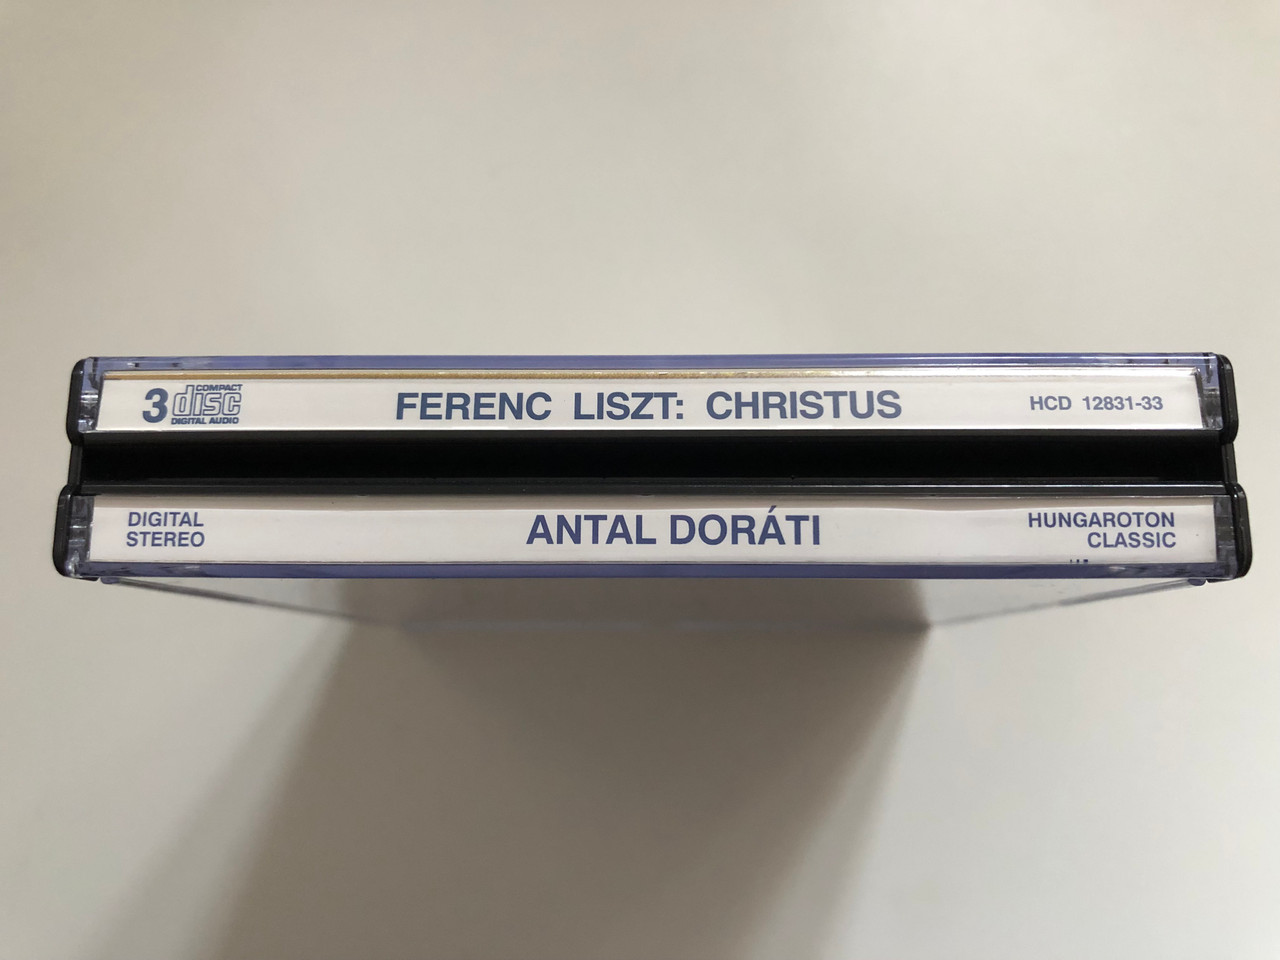 3 COMPACT disc DIGITAL AUDIO
FERENC LISZT: CHRISTUS
HCD 12831-33
DIGITAL
STEREO
ANTAL DORÁTI
HUNGAROTON
CLASSIC